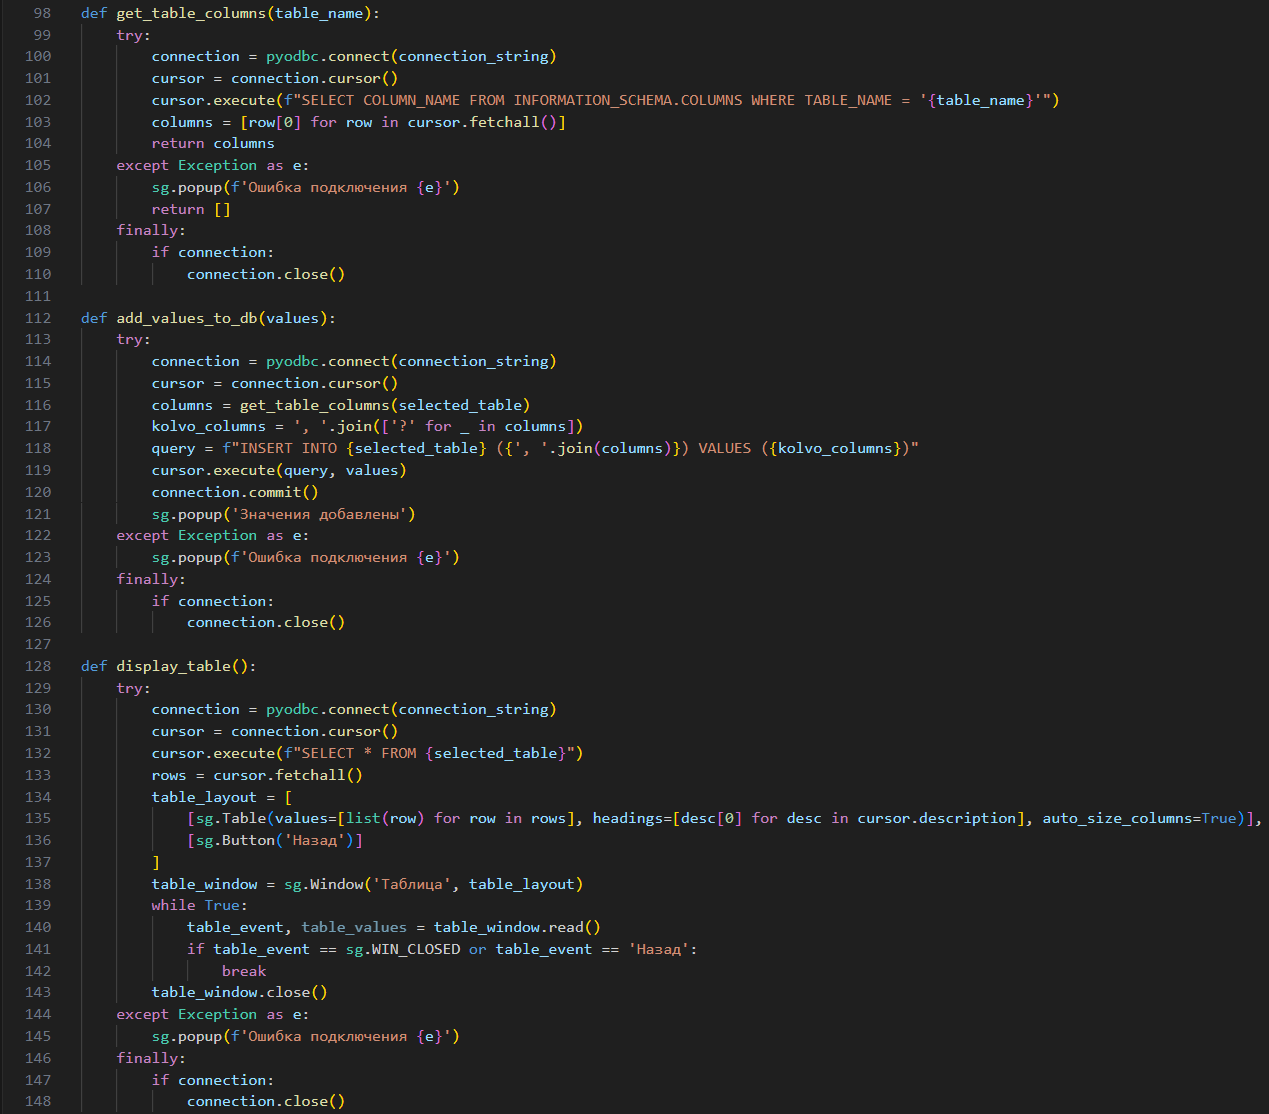 98 def get_table_columns(table_name):
99     try:
100         connection = pyodbc.connect(connection_string)
101         cursor = connection.cursor()
102         cursor.execute(f"SELECT COLUMN_NAME FROM INFORMATION_SCHEMA.COLUMNS WHERE TABLE_NAME = '{table_name}'")
103         columns = [row[0] for row in cursor.fetchall()]
104         return columns
105     except Exception as e:
106         sg.popup(f'Ошибка подключения {e}')
107         return []
108     finally:
109         if connection:
110             connection.close()
111
112 def add_values_to_db(values):
113     try:
114         connection = pyodbc.connect(connection_string)
115         cursor = connection.cursor()
116         columns = get_table_columns(selected_table)
117         kolvo_columns = ', '.join(['?' for _ in columns])
118         query = f"INSERT INTO {selected_table} ({', '.join(columns)}) VALUES ({kolvo_columns})"
119         cursor.execute(query, values)
120         connection.commit()
121         sg.popup('Значения добавлены')
122     except Exception as e:
123         sg.popup(f'Ошибка подключения {e}')
124     finally:
125         if connection:
126             connection.close()
127
128 def display_table():
129     try:
130         connection = pyodbc.connect(connection_string)
131         cursor = connection.cursor()
132         cursor.execute(f"SELECT * FROM {selected_table}")
133         rows = cursor.fetchall()
134         table_layout = [
135             [sg.Table(values=[list(row) for row in rows], headings=[desc[0] for desc in cursor.description], auto_size_columns=True)],
136             [sg.Button('Назад')]
137         ]
138         table_window = sg.Window('Таблица', table_layout)
139         while True:
140             table_event, table_values = table_window.read()
141             if table_event == sg.WIN_CLOSED or table_event == 'Назад':
142                 break
143         table_window.close()
144     except Exception as e:
145         sg.popup(f'Ошибка подключения {e}')
146     finally:
147         if connection:
148             connection.close()